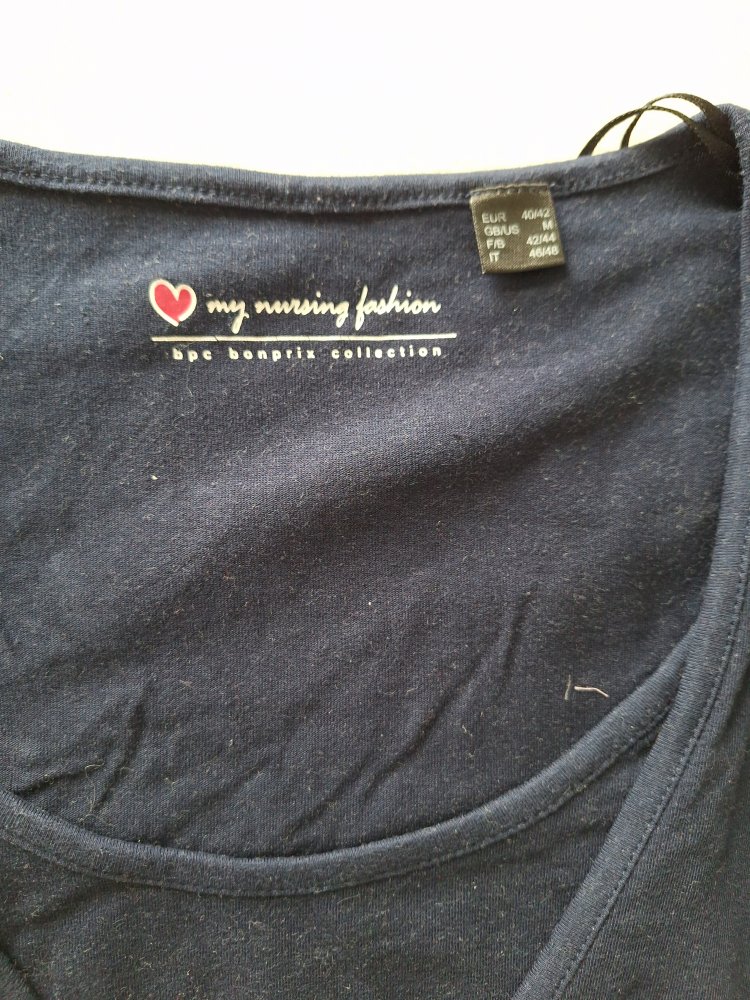 my nursing fashion
bpc bonprix collection
EUR 40/42
GB/US M
F/B 42/44
IT 46/48